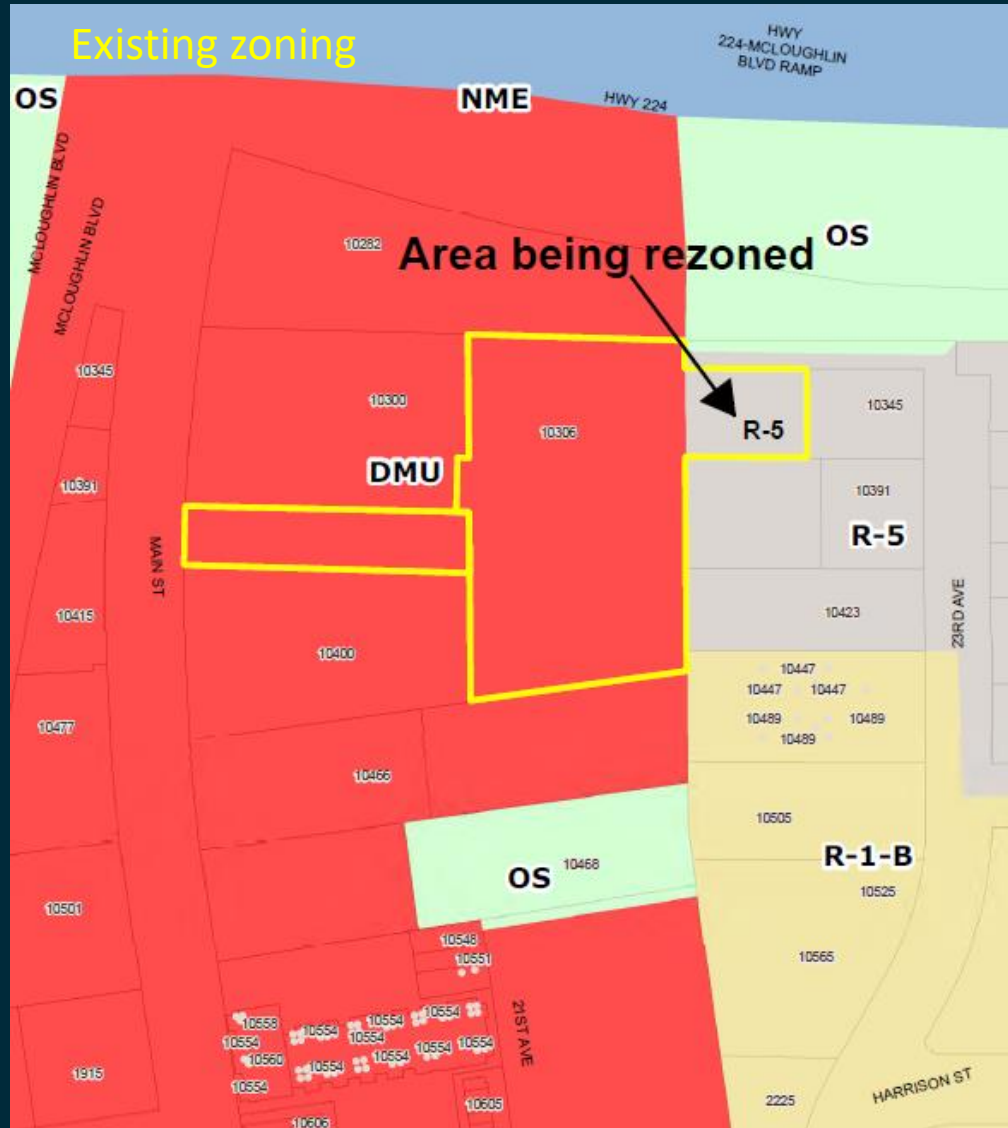 Existing zoning
HWY
224-MCLOUGHLIN
BLVD RAMP
OS
NME
HWY 224
MCLOUGHLIN BLVD
MCLOUGHLIN BLVD
10282
Area being rezoned
OS
10345
10300
10306
R-5
10345
DMU
10391
10391
R-5
MAIN ST
10415
10400
10423
23RD AVE
10447
10447
10447
10489
10489
10489
10477
10466
10505
OS
10468
R-1-B
10525
10501
10548
10551
10565
21ST AVE
10558
10554
10554
10554
10554
10554
10560
10554
10554
10554
10554
10554
1915
10605
10606
2225
HARRISON ST